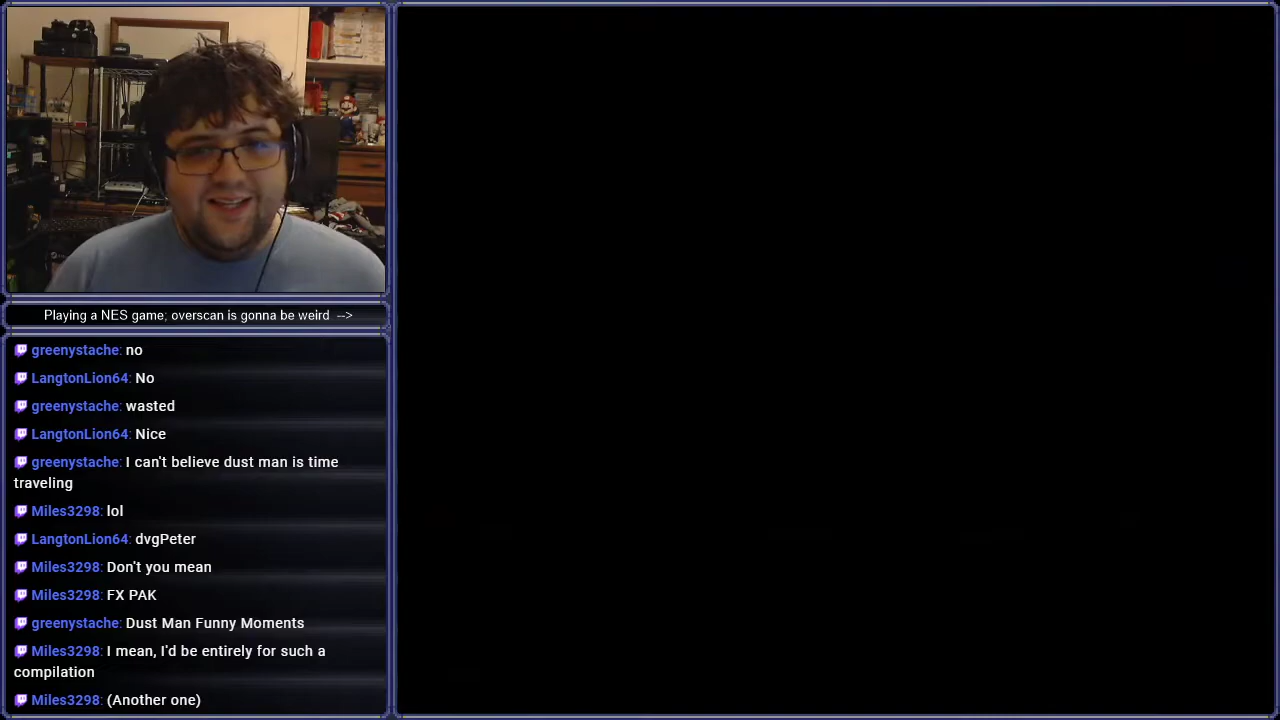 Playing a NES game; overscan is gonna be weird -->
greenystache: no
LangtonLion64: No
greenystache: wasted
LangtonLion64: Nice
greenystache: I can't believe dust man is time
traveling
Miles3298: lol
LangtonLion64: dvgPeter
Miles3298: Don't you mean
Miles3298: FX PAK
greenystache: Dust Man Funny Moments
Miles3298: I mean, I'd be entirely for such a
compilation
Miles3298: (Another one)